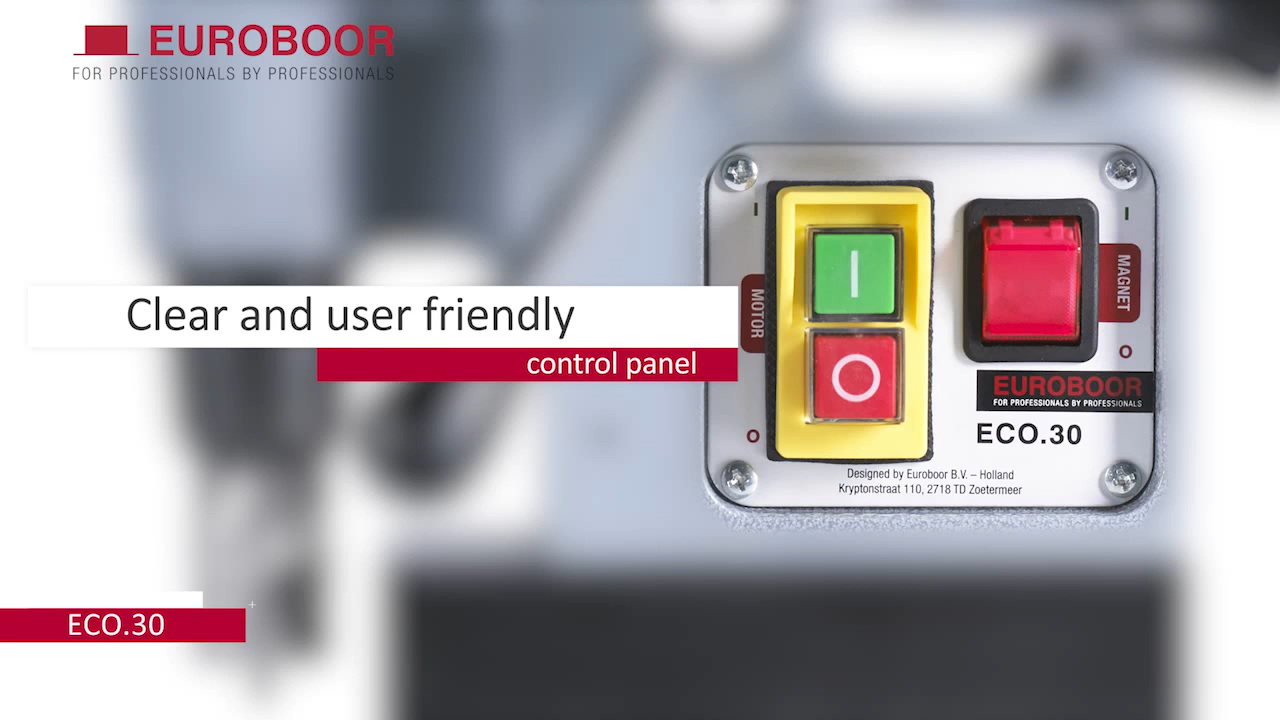 EUROBOOR
FOR PROFESSIONALS BY PROFESSIONALS
Clear and user friendly
control panel
I
I
MOTOR
I
O
O
MAGNET
O
EUROBOOR
FOR PROFESSIONALS BY PROFESSIONALS
ECO.30
Designed by Euroboor B.V. – Holland
Kryptonstraat 110, 2718 TD Zoetermeer
ECO.30